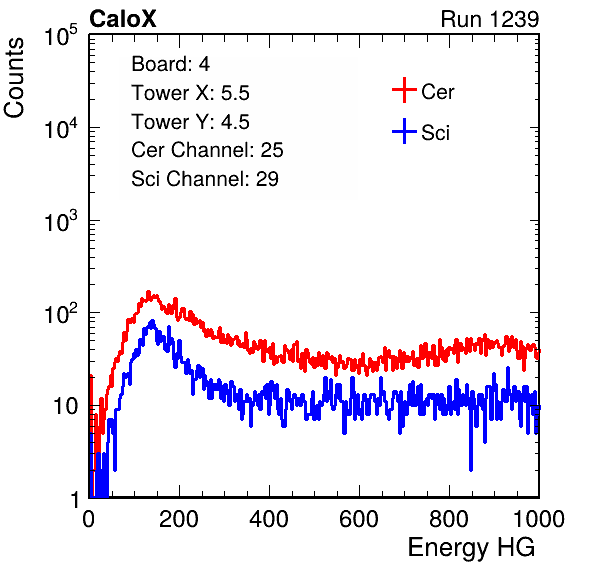 CaloX Run 1239
Counts
10^5
10^4
10^3
10^2
10
1
Board: 4
Tower X: 5.5
Tower Y: 4.5
Cer Channel: 25
Sci Channel: 29
Cer
Sci
0 200 400 600 800 1000
Energy HG